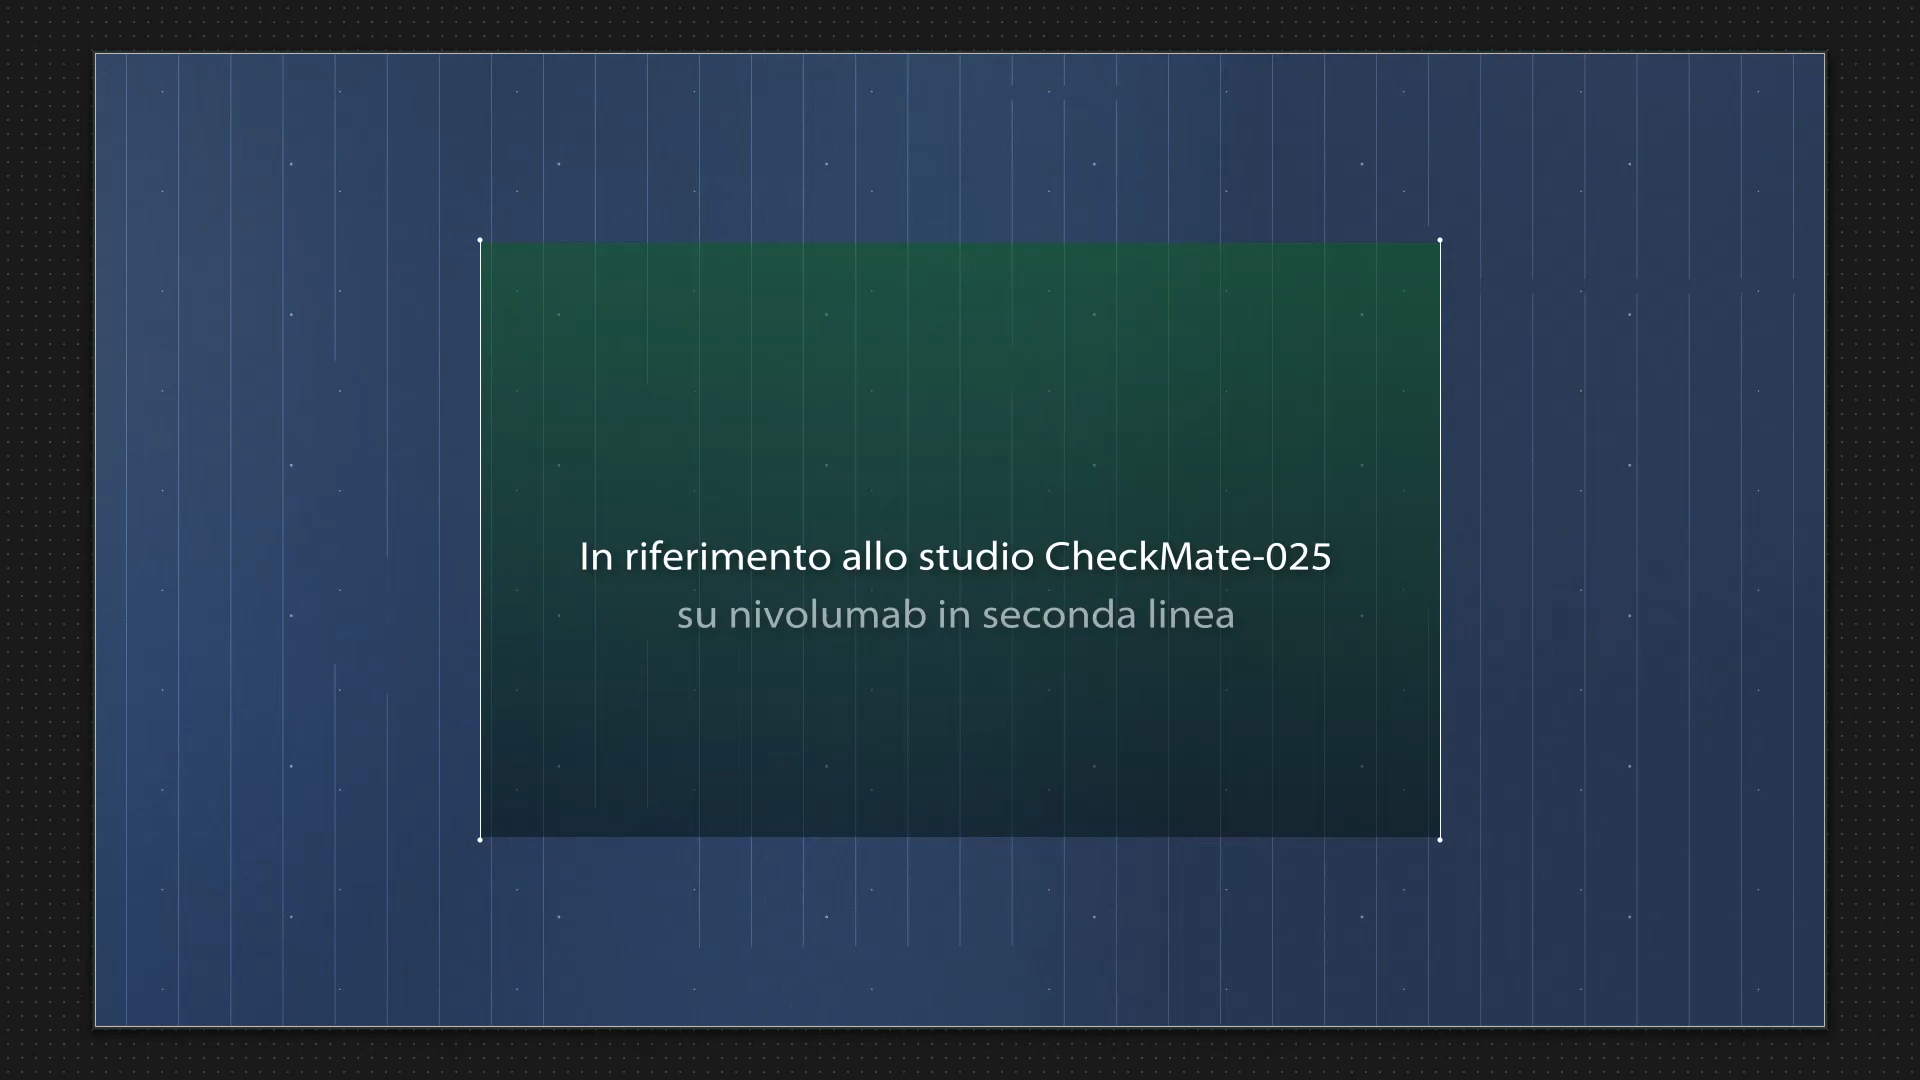 In riferimento allo studio CheckMate-025
su nivolumab in seconda linea